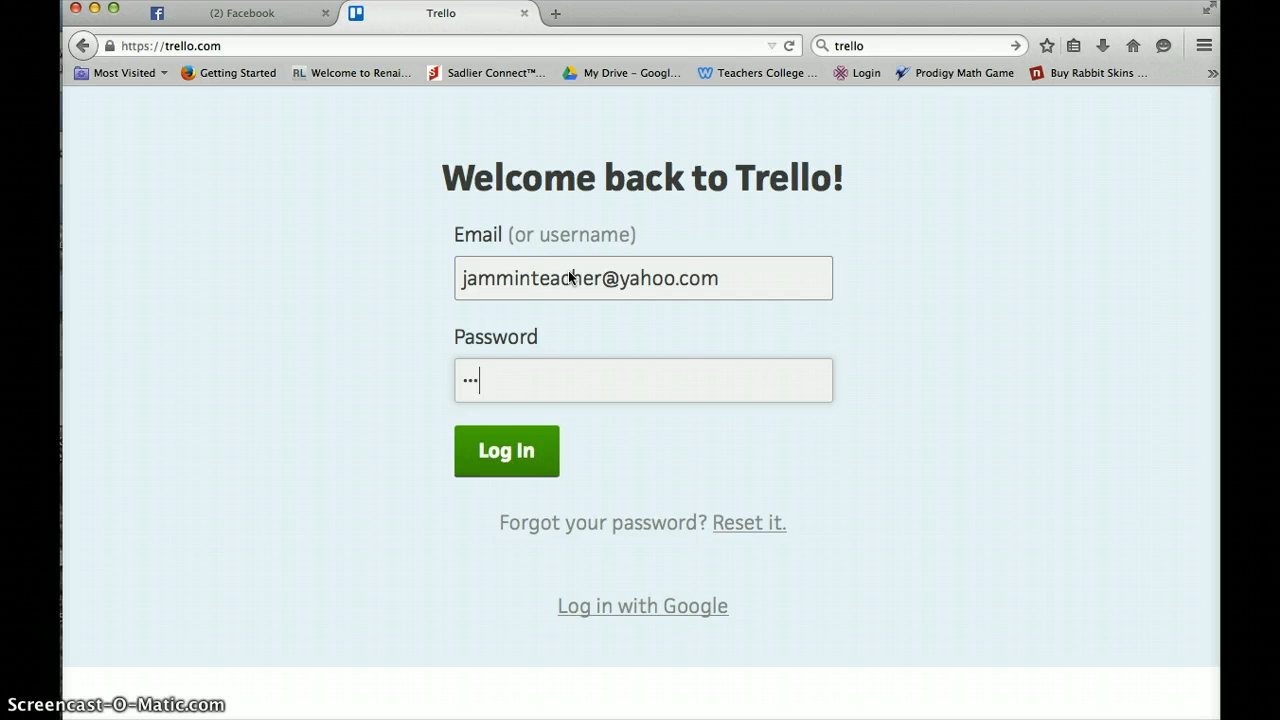 (2) Facebook
Trello
https://trello.com
trello
Most Visited
Getting Started
RL Welcome to Renai...
S Sadlier Connect™...
My Drive – Googl...
W Teachers College ...
Login
Prodigy Math Game
n Buy Rabbit Skins ...
Welcome back to Trello!
Email (or username)
jamminteacher@yahoo.com
Password
Log In
Forgot your password? Reset it.
Log in with Google
Screencast-O-Matic.com